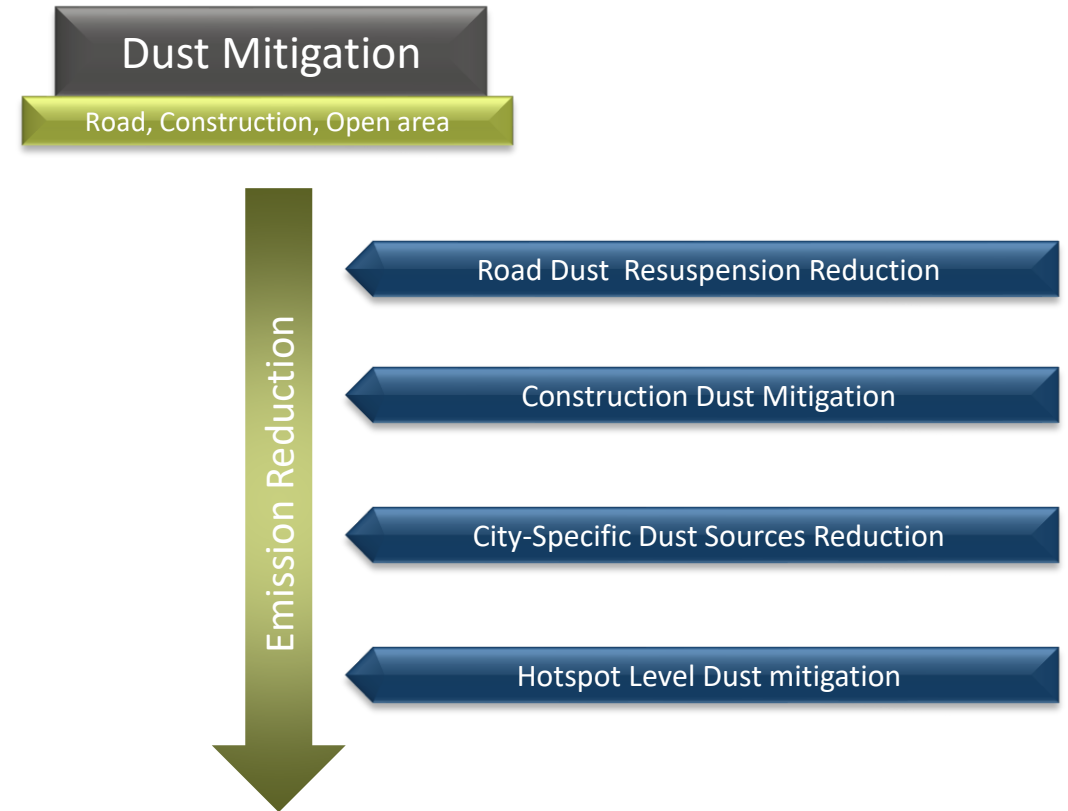 Dust Mitigation
Road, Construction, Open area
Emission Reduction
Road Dust  Resuspension Reduction
Construction Dust Mitigation
City-Specific Dust Sources Reduction
Hotspot Level Dust mitigation